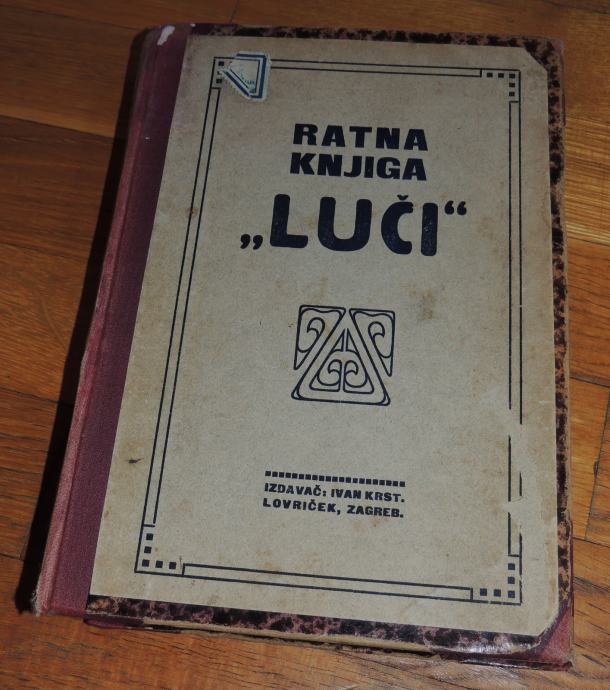 RATNA
KNJIGA
„LUČI“
IZDAVAČ: IVAN KRST.
LOVRIČEK, ZAGREB.